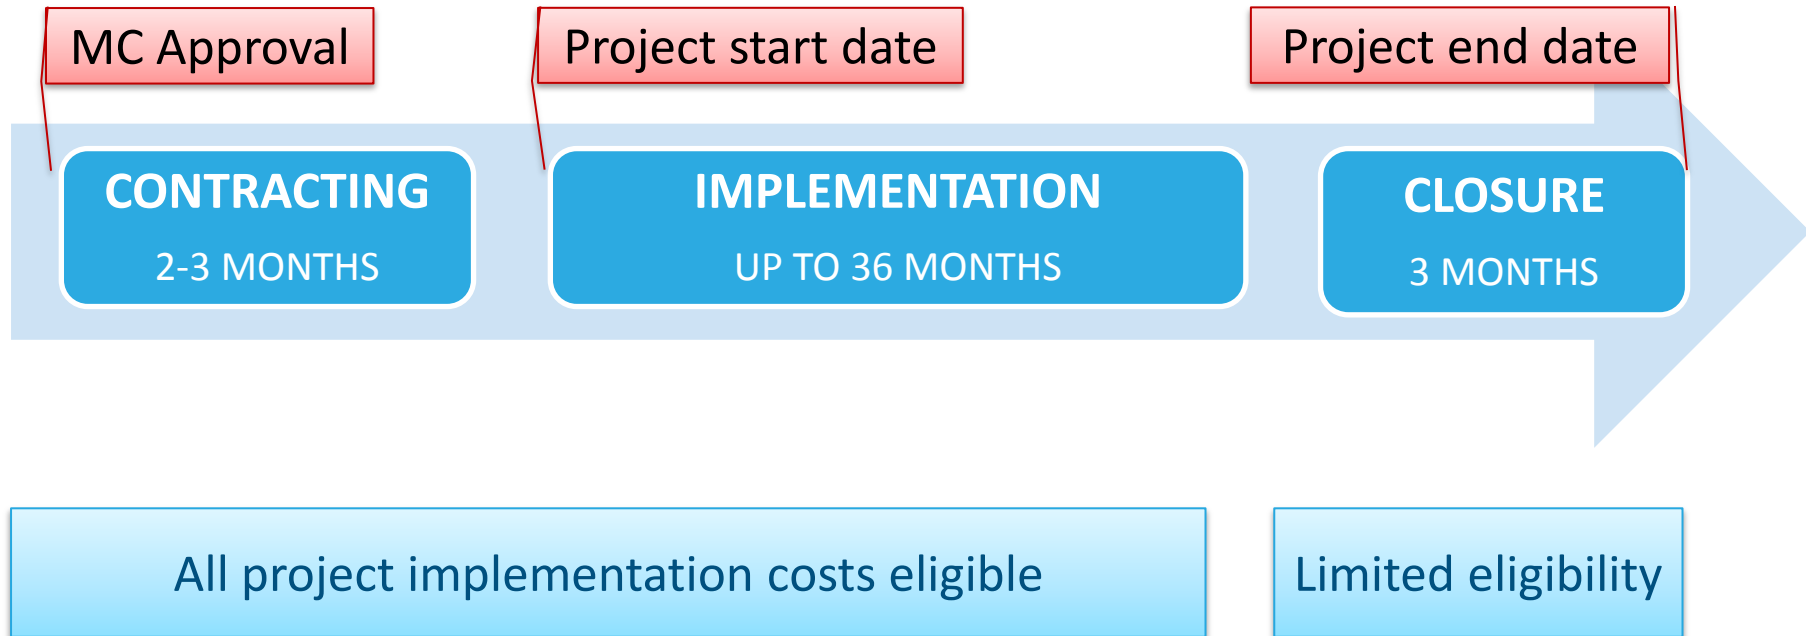 MC Approval
Project start date
Project end date
CONTRACTING
2-3 MONTHS
IMPLEMENTATION
UP TO 36 MONTHS
CLOSURE
3 MONTHS
All project implementation costs eligible
Limited eligibility